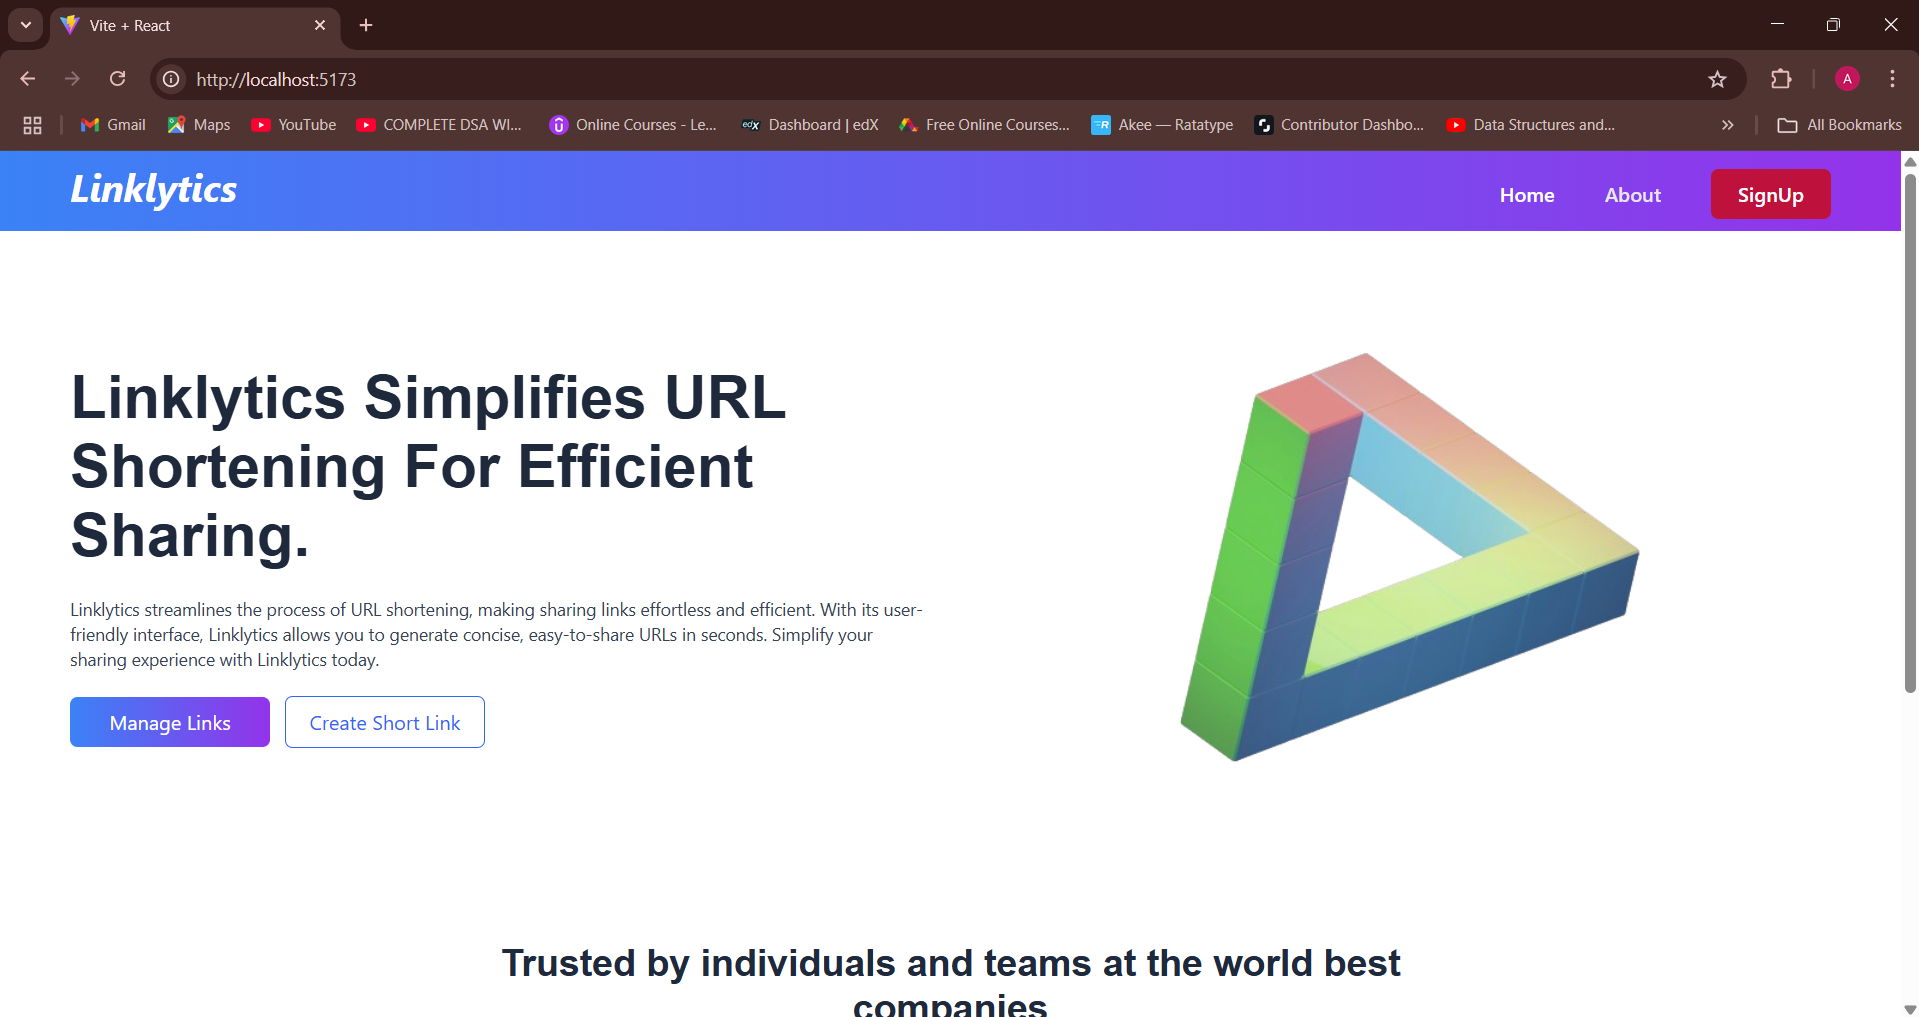 Vite + React
http://localhost:5173
A
Gmail
Maps
YouTube
COMPLETE DSA WI...
Online Courses - Le...
edX
Dashboard | edX
Free Online Courses...
R
Akee — Ratatype
Contributor Dashbo...
Data Structures and...
All Bookmarks
Linklytics
Home
About
SignUp
Linklytics Simplifies URL
Shortening For Efficient
Sharing.
Linklytics streamlines the process of URL shortening, making sharing links effortless and efficient. With its user-
friendly interface, Linklytics allows you to generate concise, easy-to-share URLs in seconds. Simplify your
sharing experience with Linklytics today.
Manage Links
Create Short Link
Trusted by individuals and teams at the world best
companies